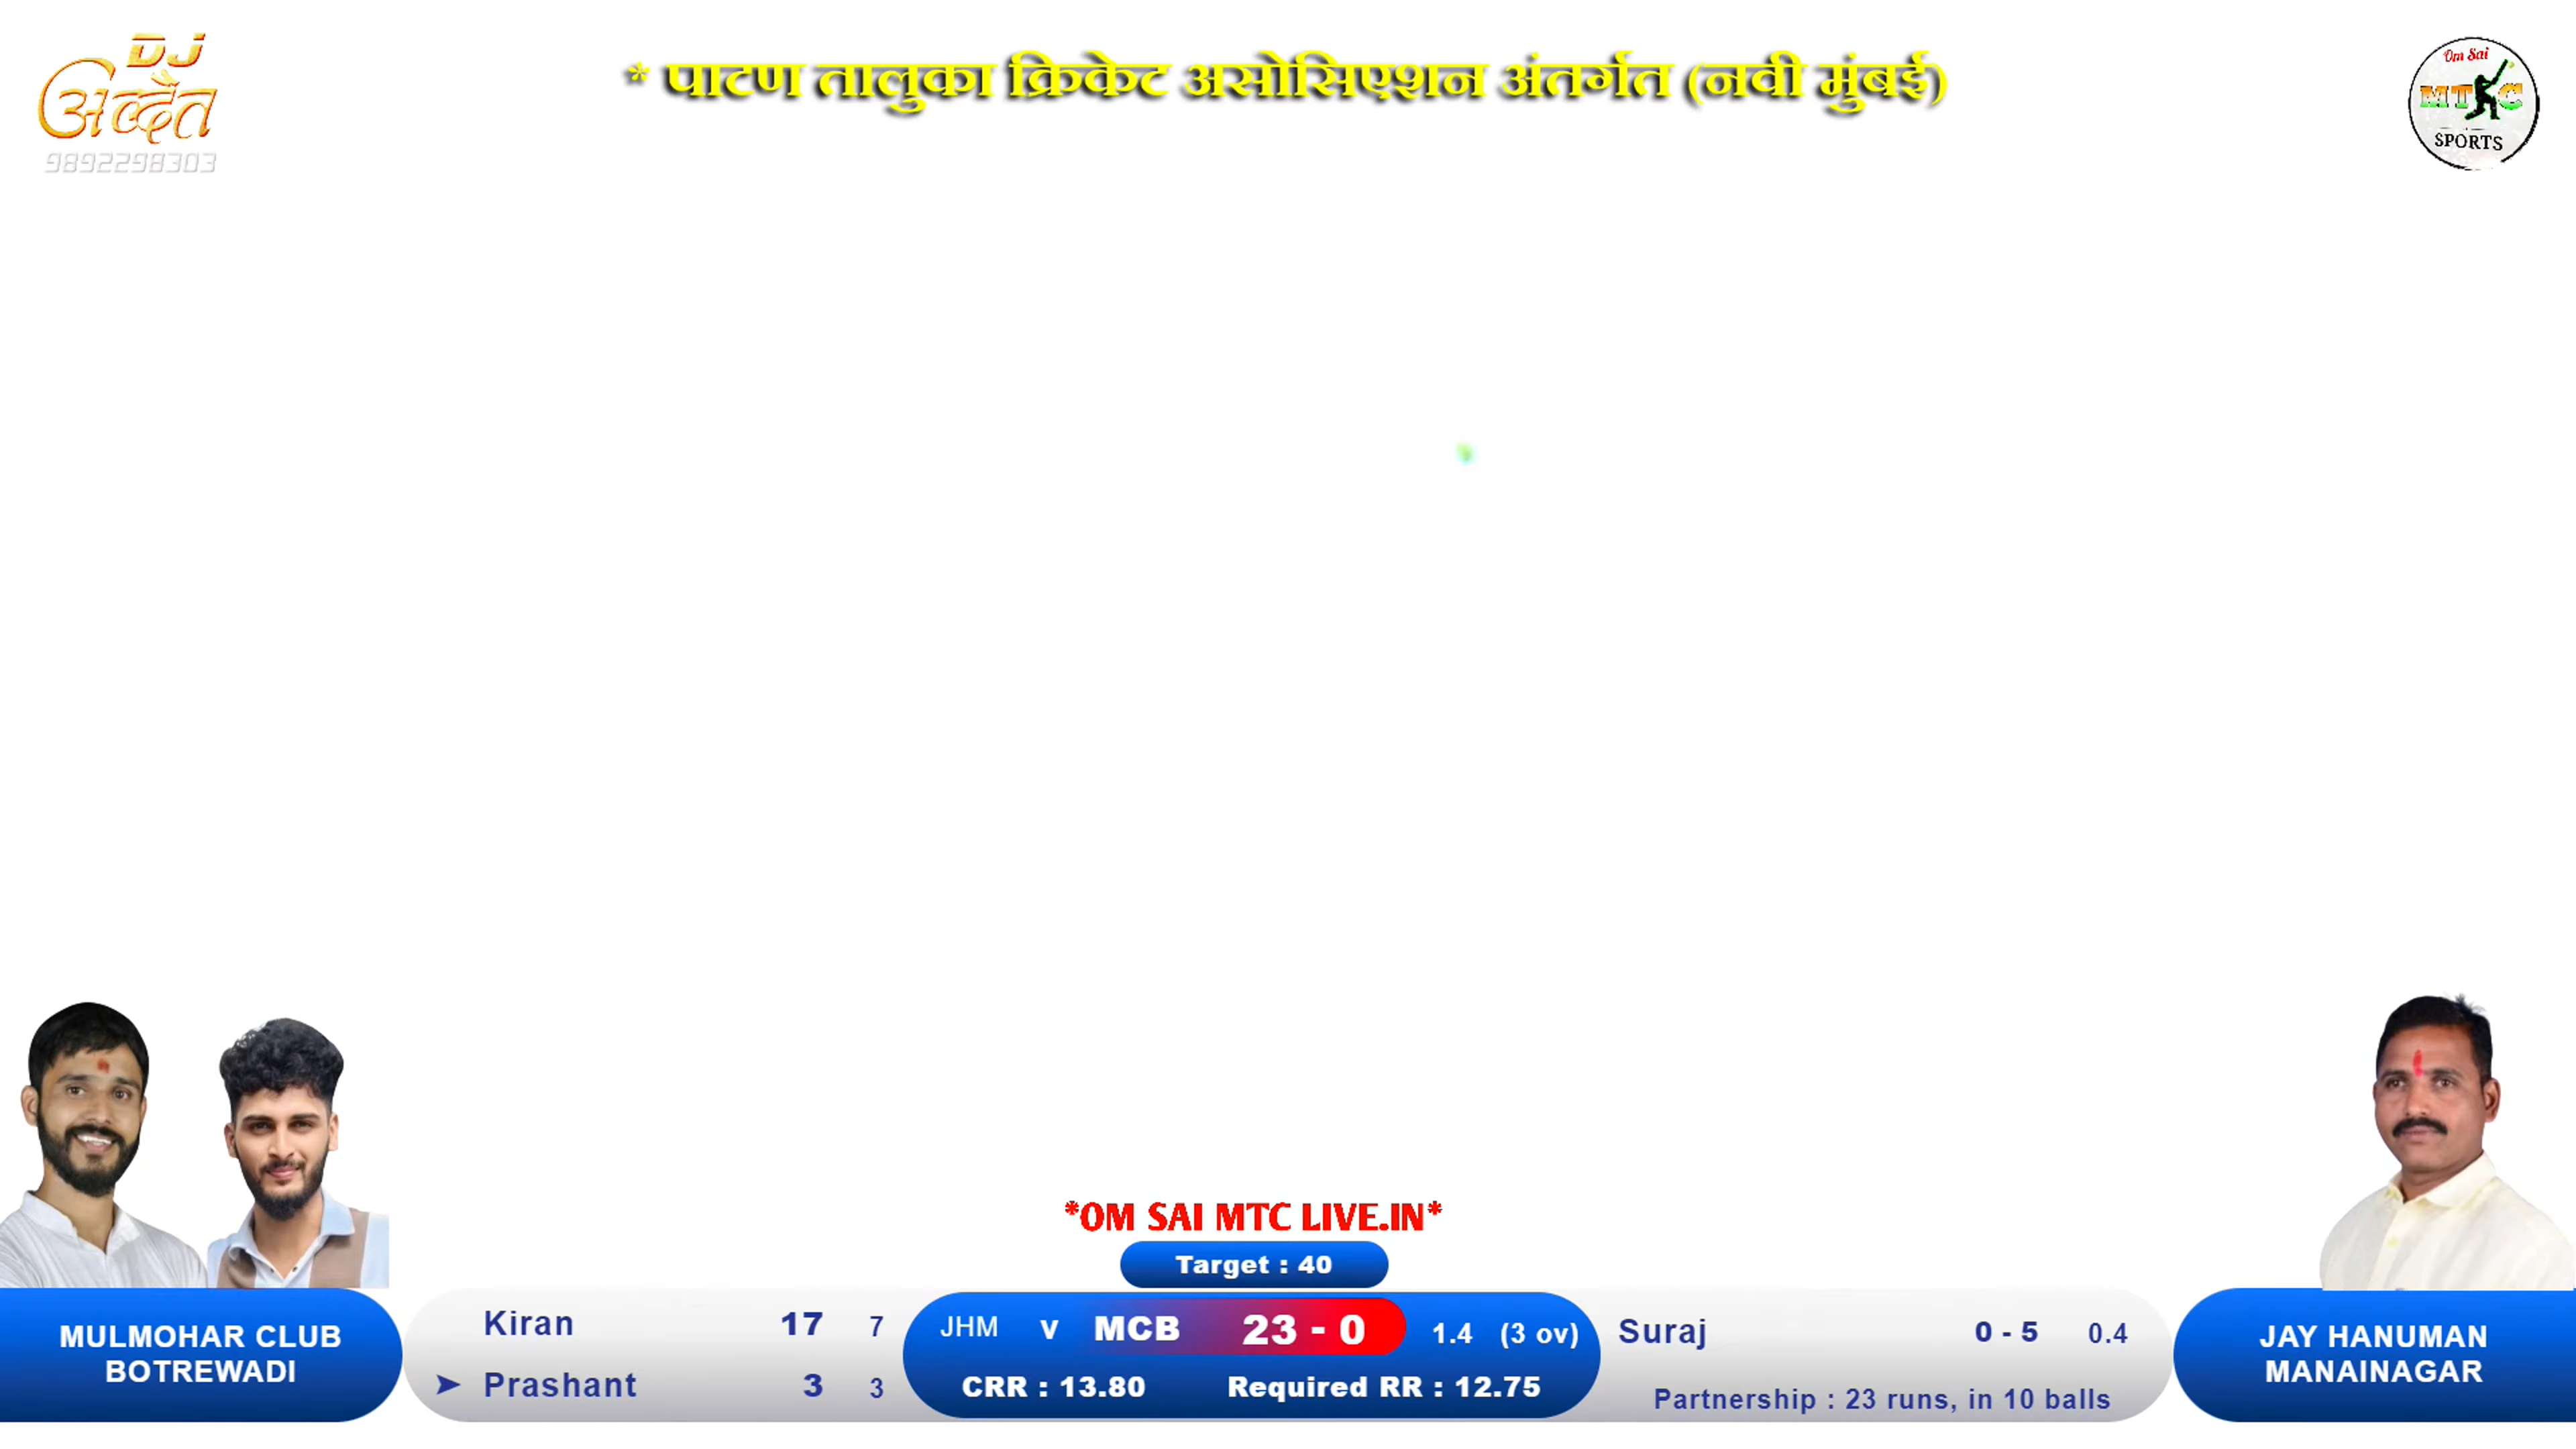 DJ
अद्वैत
9892298303
* पाटण तालुका क्रिकेट असोसिएशन अंतर्गत (नवी मुंबई)
Om Sai
MTC
SPORTS
*OM SAI MTC LIVE.IN*
Target : 40
MULMOHAR CLUB
BOTREWADI
Kiran 17 7
➤ Prashant 3 3
JHM v MCB 23 - 0 1.4 (3 ov)
CRR : 13.80 Required RR : 12.75
Suraj 0 - 5 0.4
Partnership : 23 runs, in 10 balls
JAY HANUMAN
MANAINAGAR